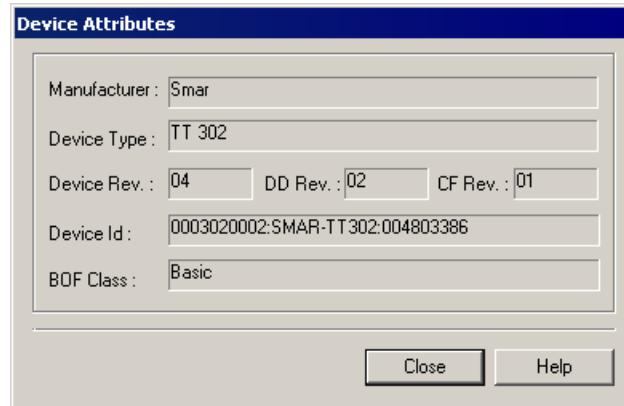 Device Attributes
Manufacturer : Smar
Device Type : TT 302
Device Rev. : 04 DD Rev. : 02 CF Rev. : 01
Device Id : 0003020002:SMAR-TT302:004803386
BOF Class : Basic
Close Help